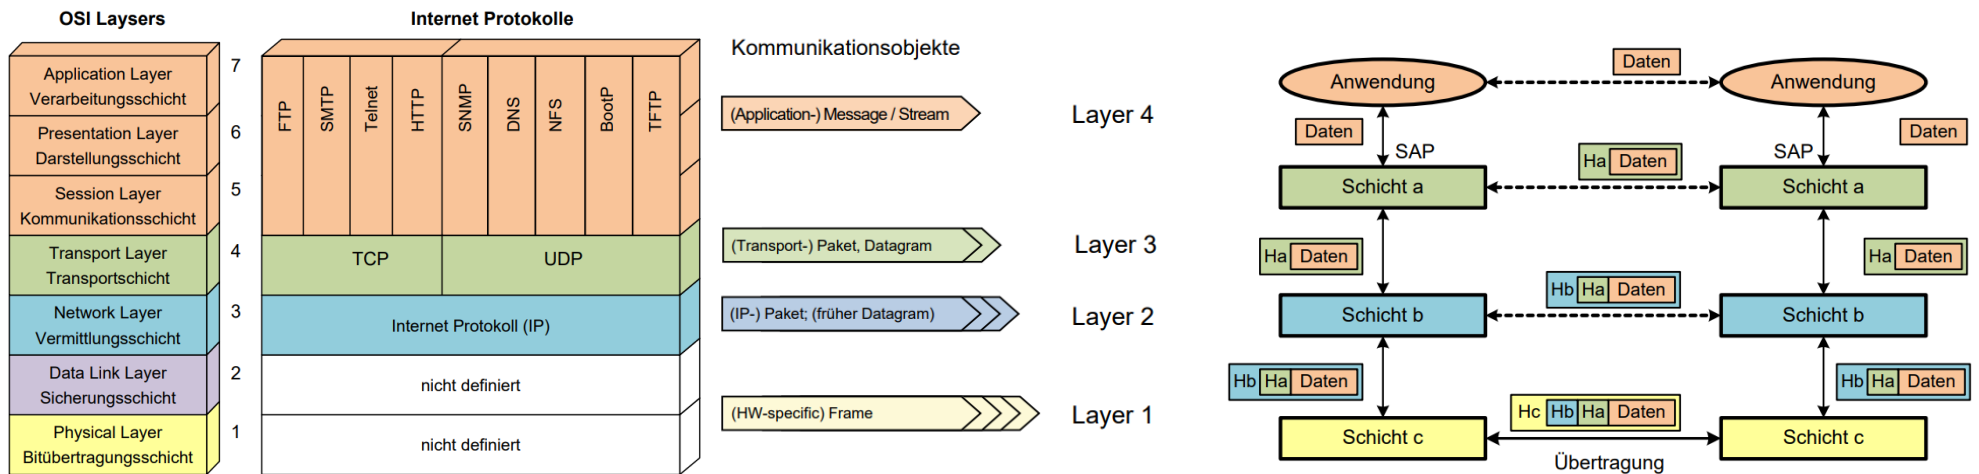 OSI Laysers
Application Layer
Verarbeitungsschicht
Presentation Layer
Darstellungsschicht
Session Layer
Kommunikationsschicht
Transport Layer
Transportschicht
Network Layer
Vermittlungsschicht
Data Link Layer
Sicherungsschicht
Physical Layer
Bitübertragungsschicht
7
6
5
4
3
2
1
Internet Protokolle
FTP
SMTP
Telnet
HTTP
SNMP
DNS
NFS
BootP
TFTP
TCP
UDP
Internet Protokoll (IP)
nicht definiert
nicht definiert
Kommunikationsobjekte
(Application-) Message / Stream
Layer 4
(Transport-) Paket, Datagram
Layer 3
(IP-) Paket; (früher Datagram)
Layer 2
(HW-specific) Frame
Layer 1
Daten
Anwendung
Anwendung
Daten
Daten
SAP
SAP
Ha Daten
Schicht a
Schicht a
Ha Daten
Ha Daten
Hb Ha Daten
Schicht b
Schicht b
Hb Ha Daten
Hb Ha Daten
Hc Hb Ha Daten
Schicht c
Schicht c
Übertragung